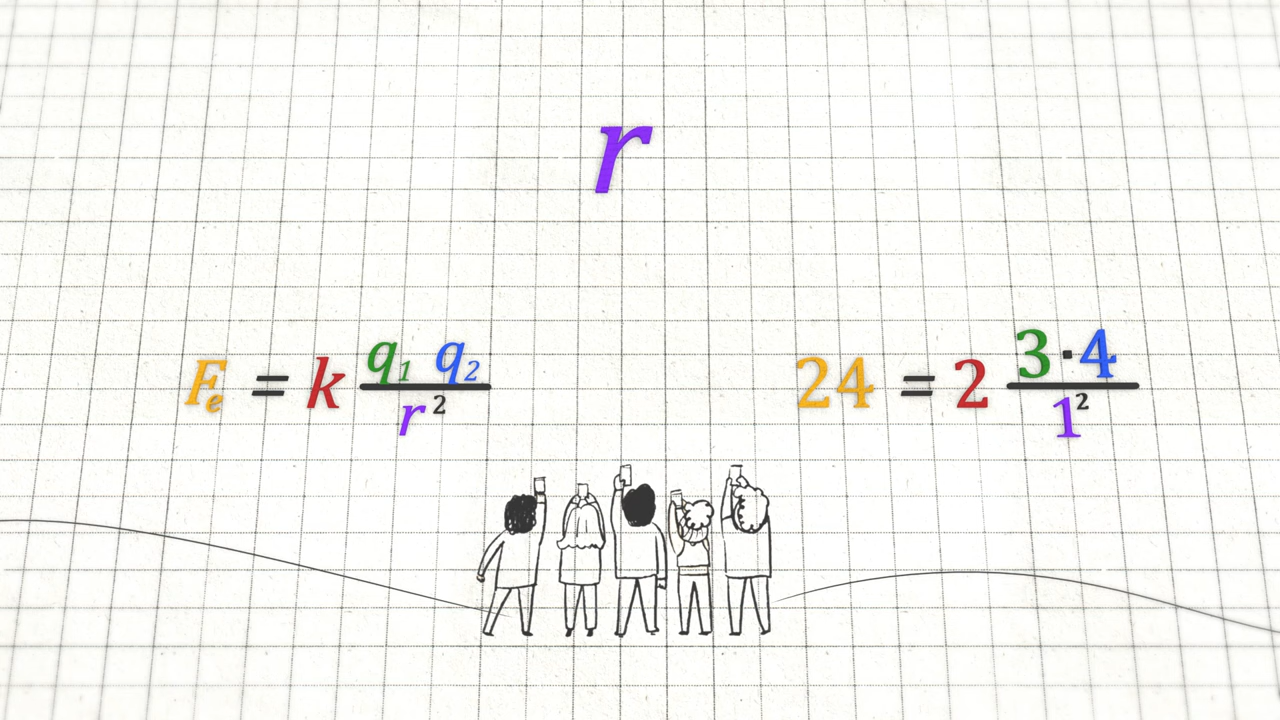 r
Fₑ = k q₁ q₂ / r²
24 = 2 3·4 / 1²